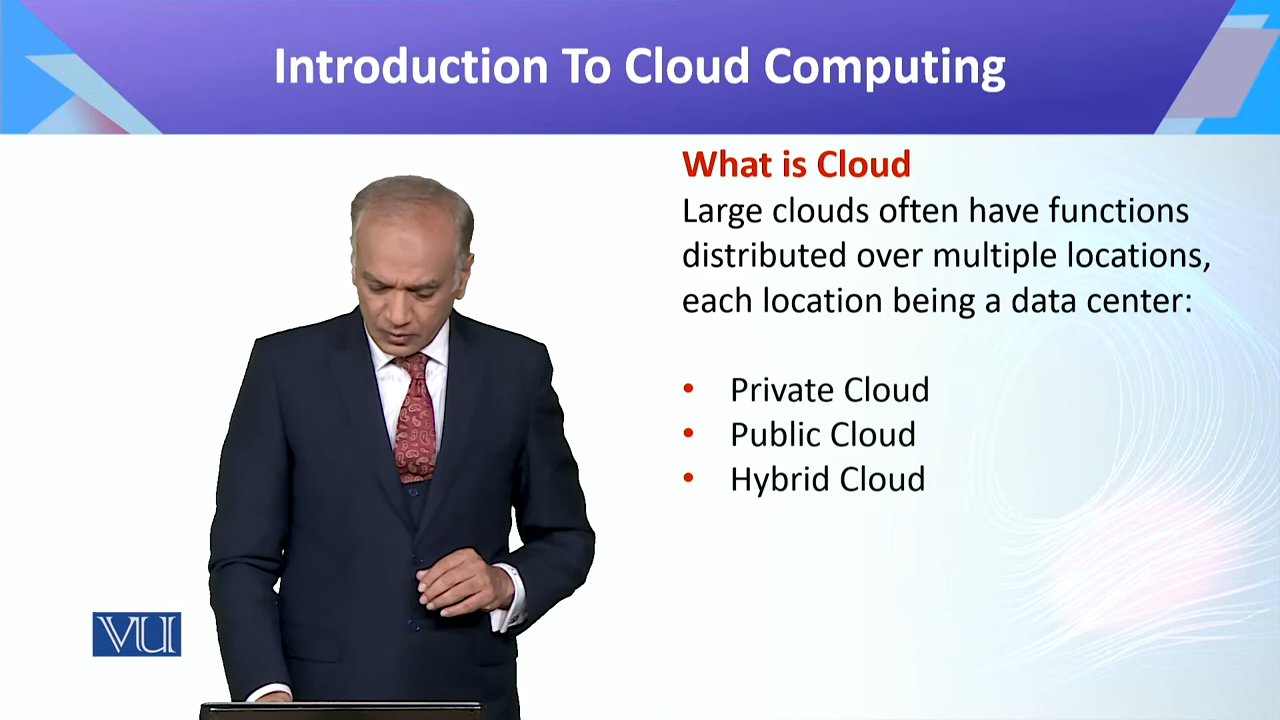 Introduction To Cloud Computing
What is Cloud
Large clouds often have functions
distributed over multiple locations,
each location being a data center:
• Private Cloud
• Public Cloud
• Hybrid Cloud
VU